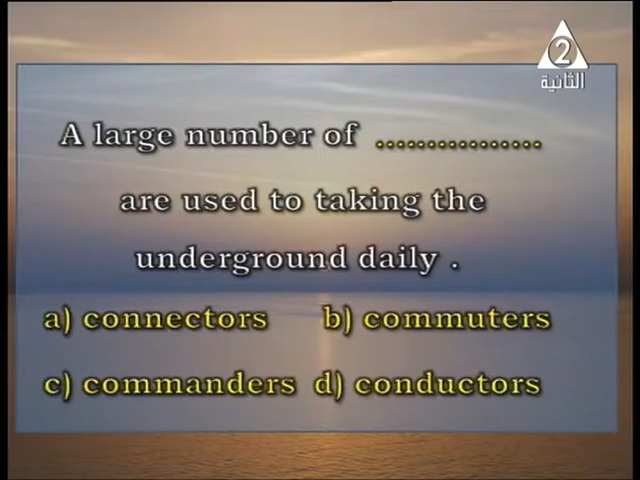 2
الثانية
A large number of ................
are used to taking the
underground daily .
a) connectors b) commuters
c) commanders d) conductors